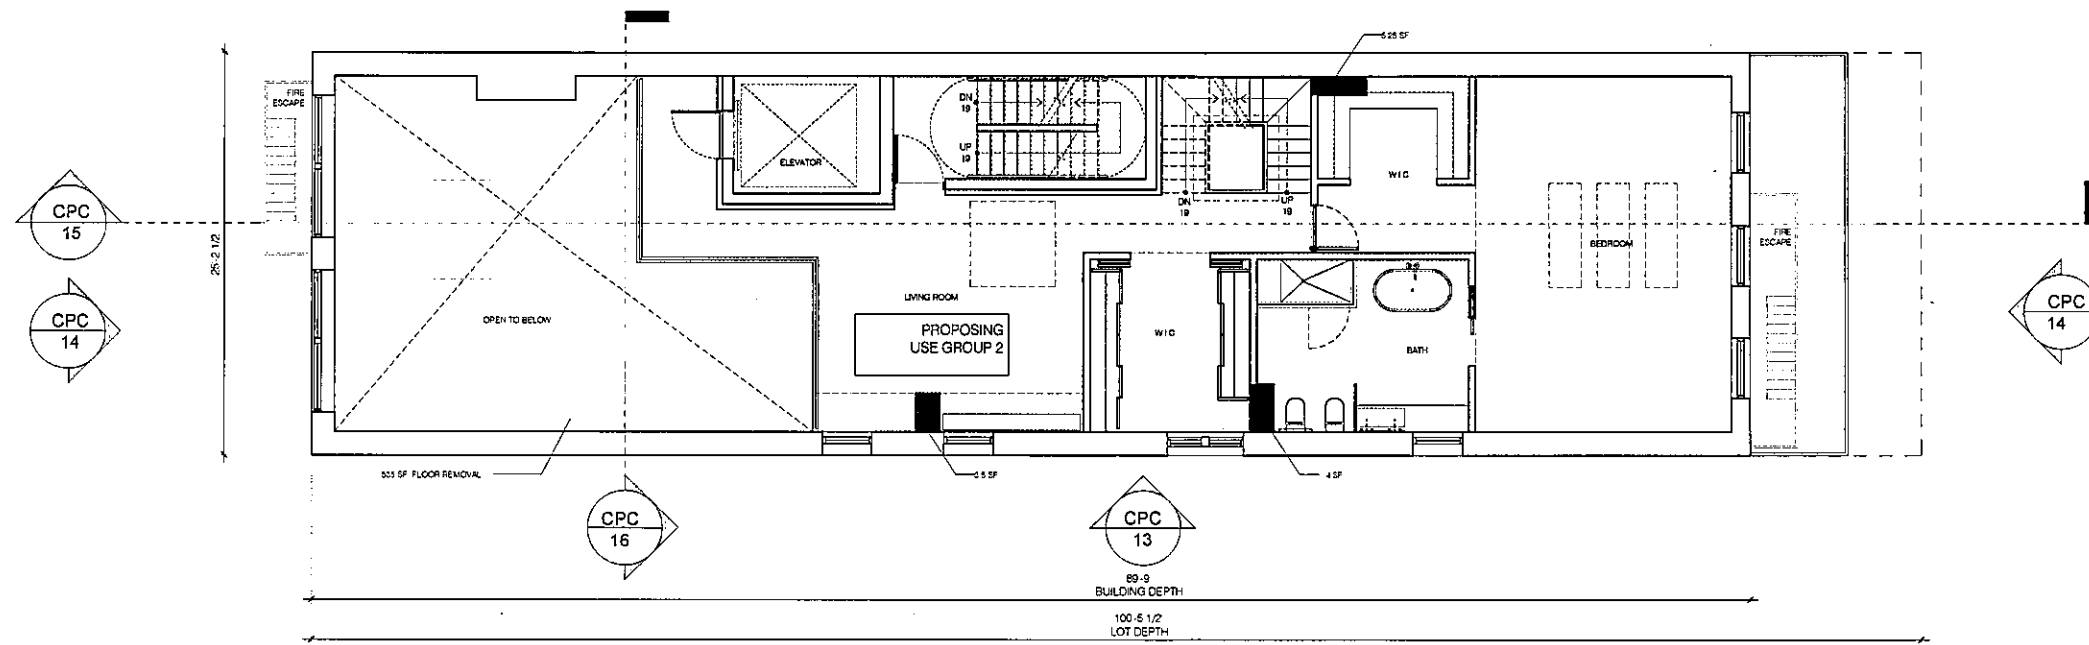 6.25 SF
FIRE
ESCAPE
DN
19
UP
19
ELEVATOR
W I C
DN
19
UP
19
CPC
15
25-2 1/2
BEDROOM
FIRE
ESCAPE
LIVING ROOM
CPC
14
OPEN TO BELOW
PROPOSING
USE GROUP 2
W I C
BATH
CPC
14
SF FLOOR REMOVAL
SF
4 SF
CPC
16
CPC
13
89-9
BUILDING DEPTH
100-5 1/2
LOT DEPTH